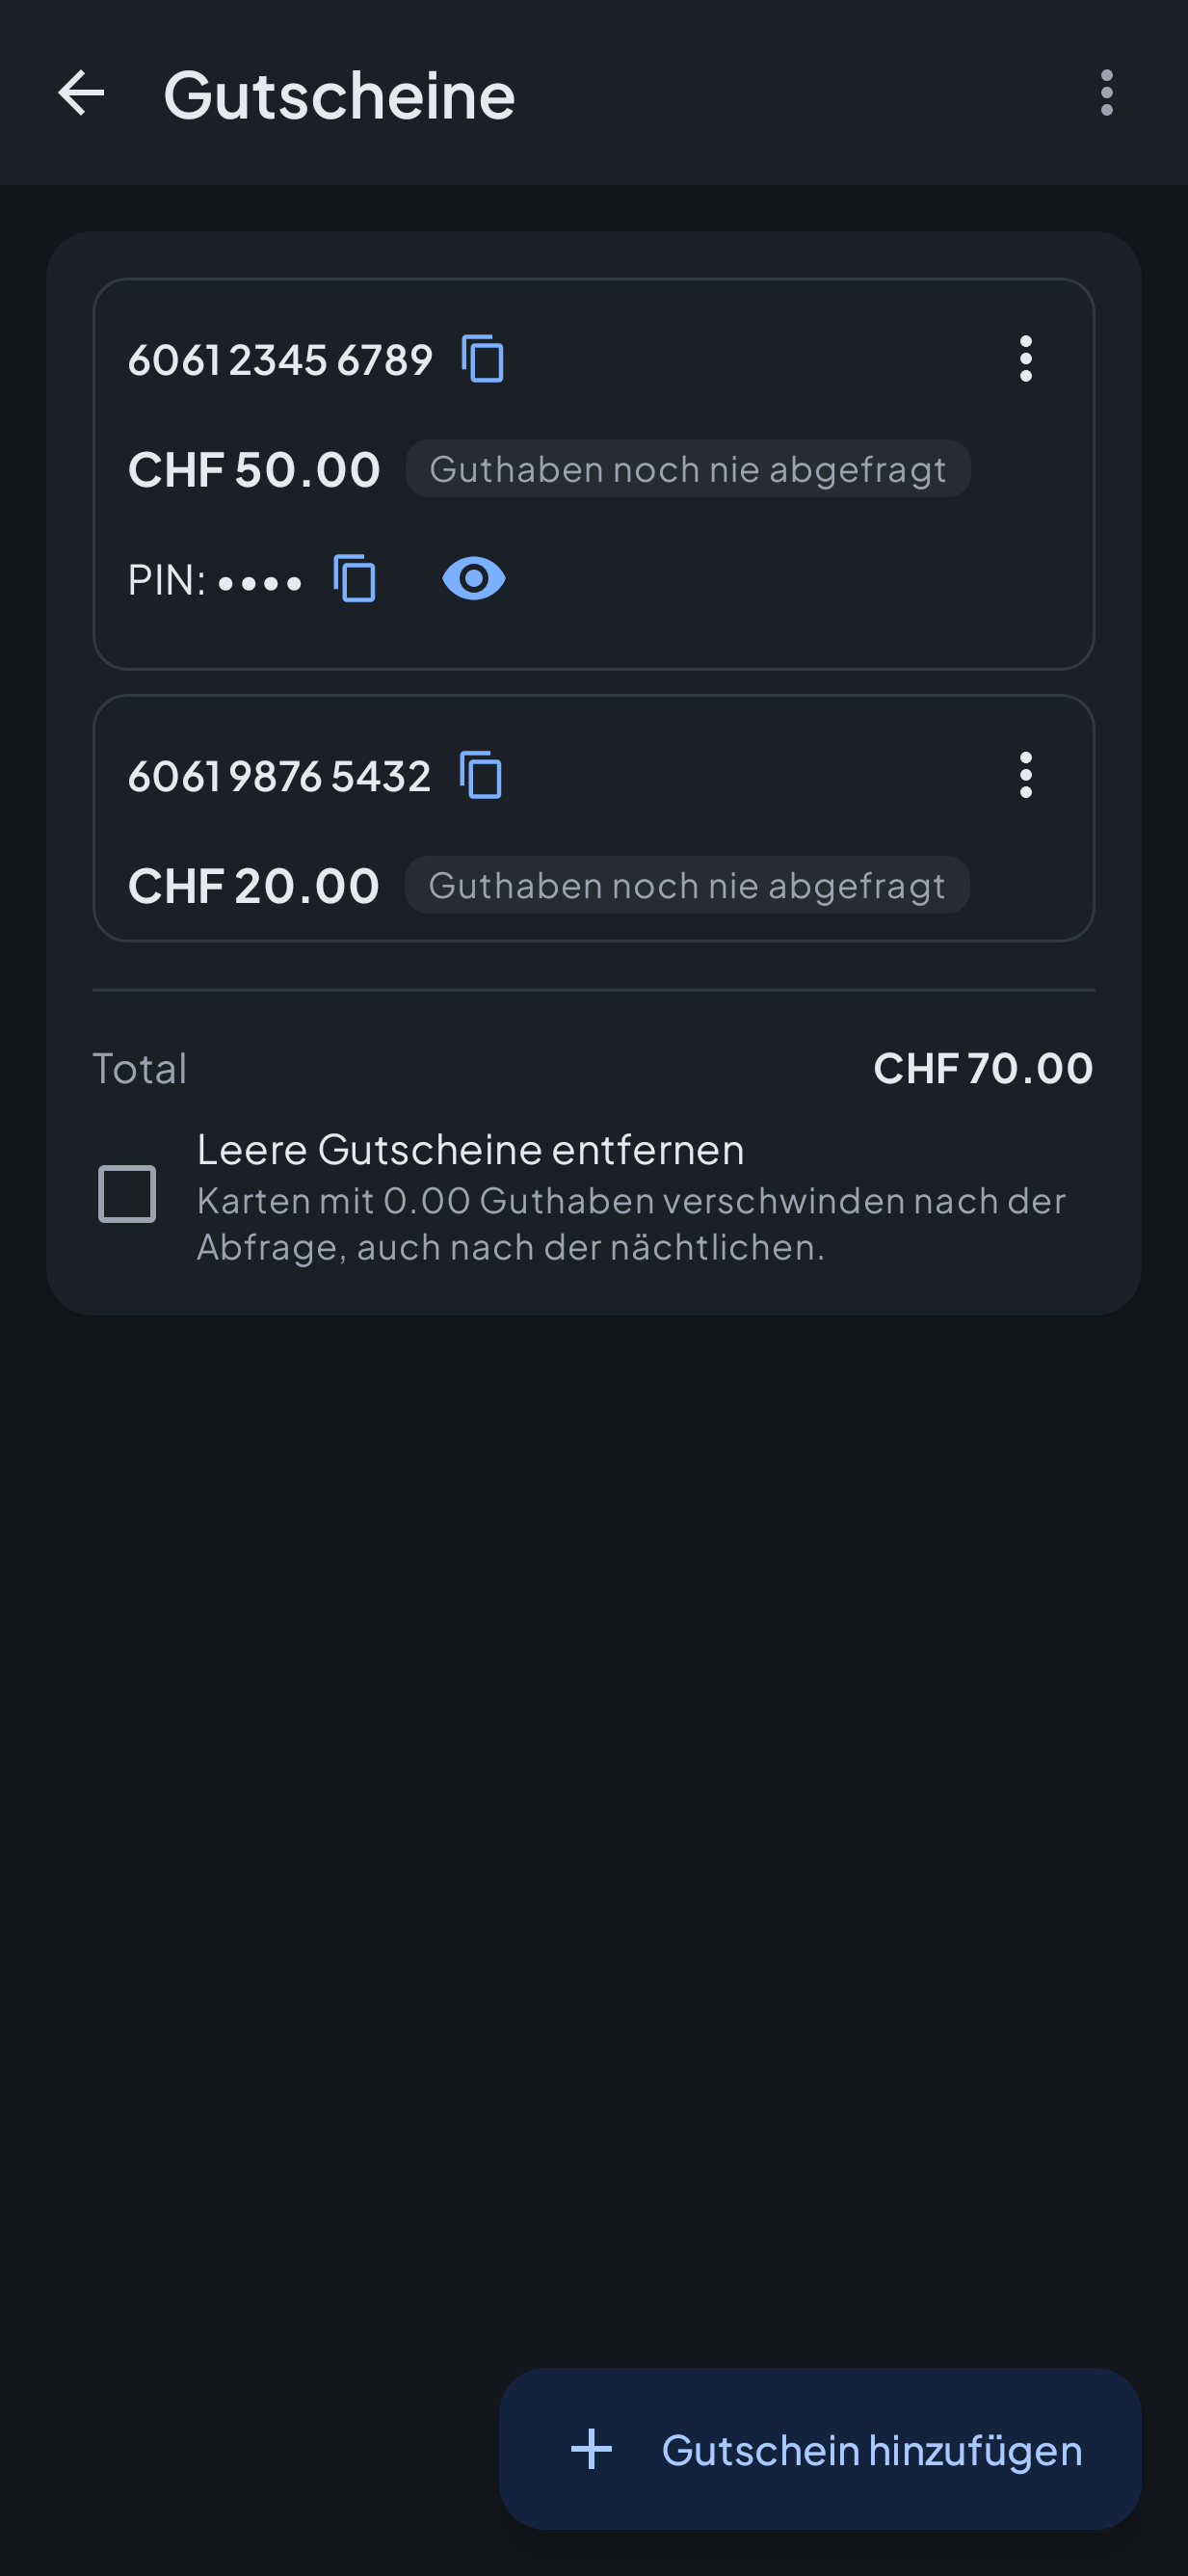 Gutscheine
6061 2345 6789
CHF 50.00 Guthaben noch nie abgefragt
PIN: ••••
6061 9876 5432
CHF 20.00 Guthaben noch nie abgefragt
Total CHF 70.00
Leere Gutscheine entfernen
Karten mit 0.00 Guthaben verschwinden nach der
Abfrage, auch nach der nächtlichen.
Gutschein hinzufügen